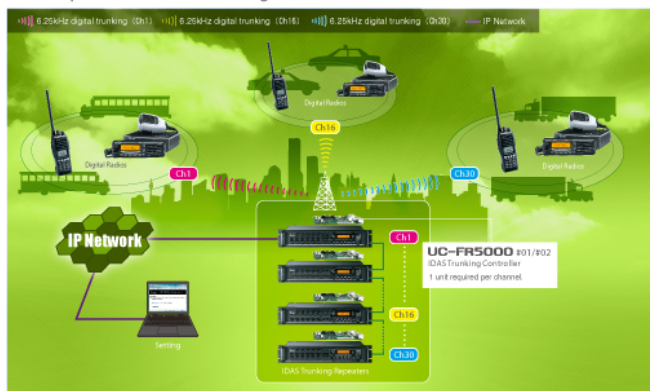 6.25kHz digital trunking (Ch1)
6.25kHz digital trunking (Ch16)
6.25kHz digital trunking (Ch30)
IP Network
Digital Radios
Digital Radios
Digital Radios
Ch16
Ch1
Ch30
IP Network
Ch1
UC-FR5000 #01/#02
IDAS Trunking Controller
1 unit required per channel
Ch16
Setting
Ch30
IDAS Trunking Repeaters